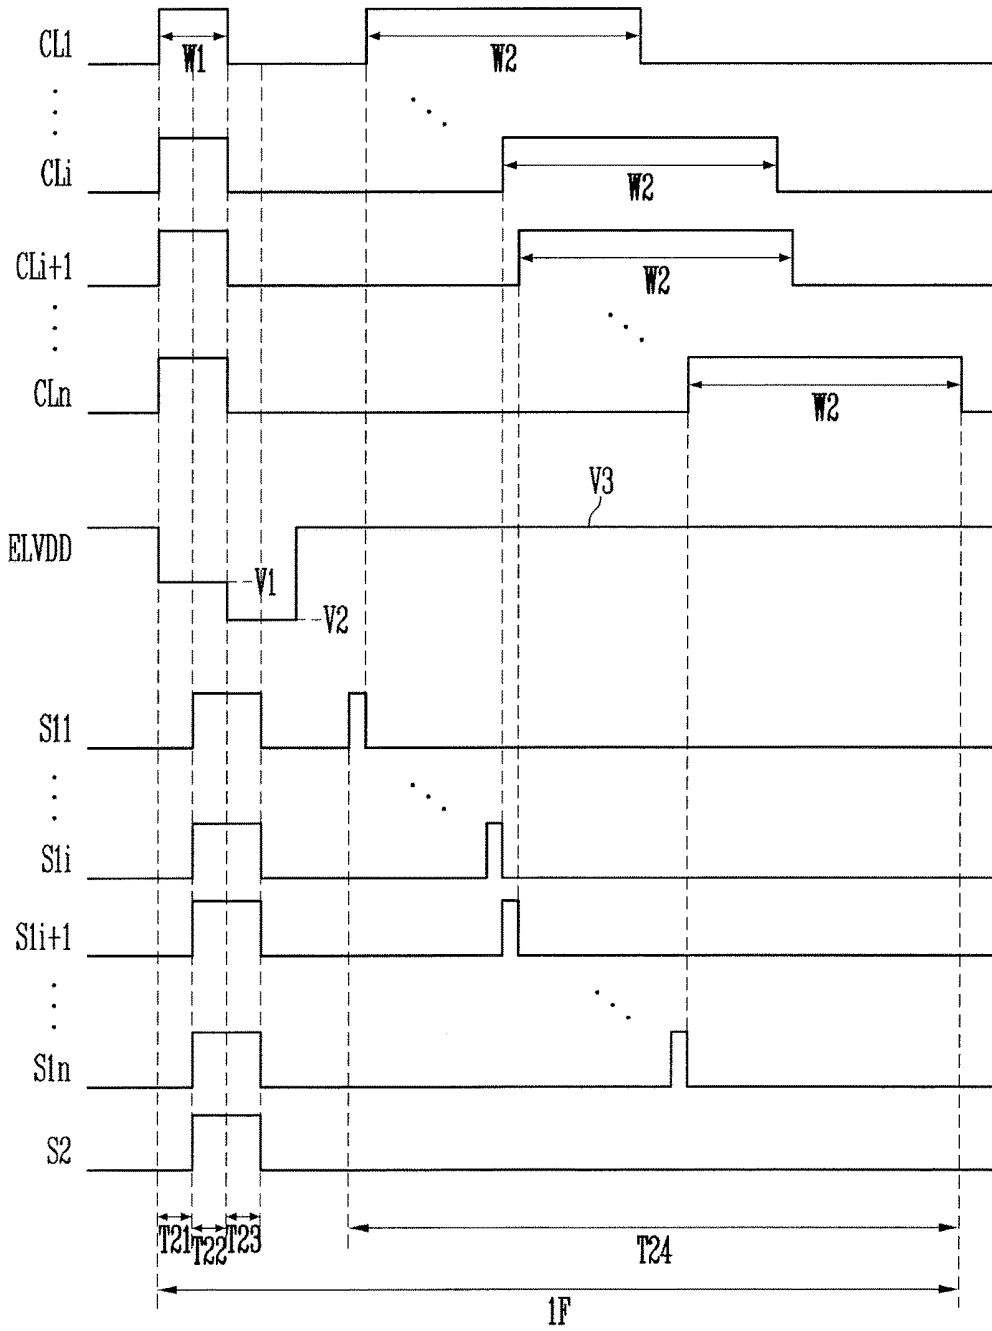 CL1
W1
W2
CLi
W2
CLi+1
W2
CLn
W2
V3
ELVDD
V1
V2
S11
S1i
S1i+1
S1n
S2
T21
T22
T23
T24
1F